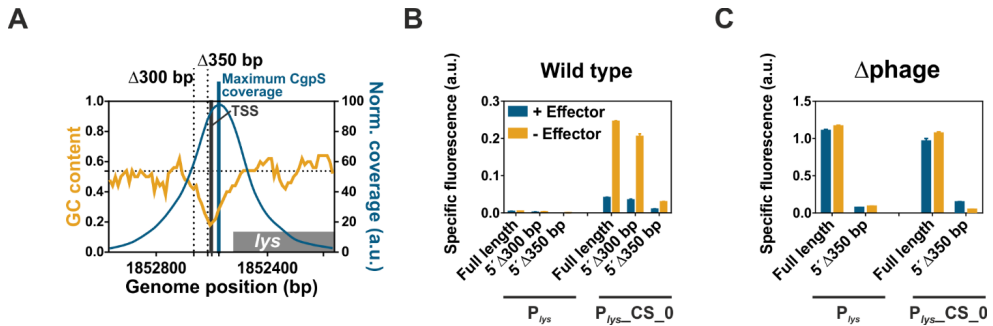 A
Δ350 bp
Δ300 bp
Maximum CgpS
coverage
TSS
1.0
0.8
0.6
0.4
0.2
0.0
GC content
100
80
60
40
20
0
Norm. coverage
(a.u.)
lys
1852800
1852400
Genome position (bp)
B
Wild type
Specific fluorescence (a.u.)
0.3
0.2
0.1
0.0
+ Effector
- Effector
Full length
5´Δ300 bp
5´Δ350 bp
Full length
5´Δ300 bp
5´Δ350 bp
Plys
Plys_CS_0
C
Δphage
Specific fluorescence (a.u.)
1.5
1.0
0.5
0.0
Full length
5´Δ350 bp
Full length
5´Δ350 bp
Plys
Plys_CS_0